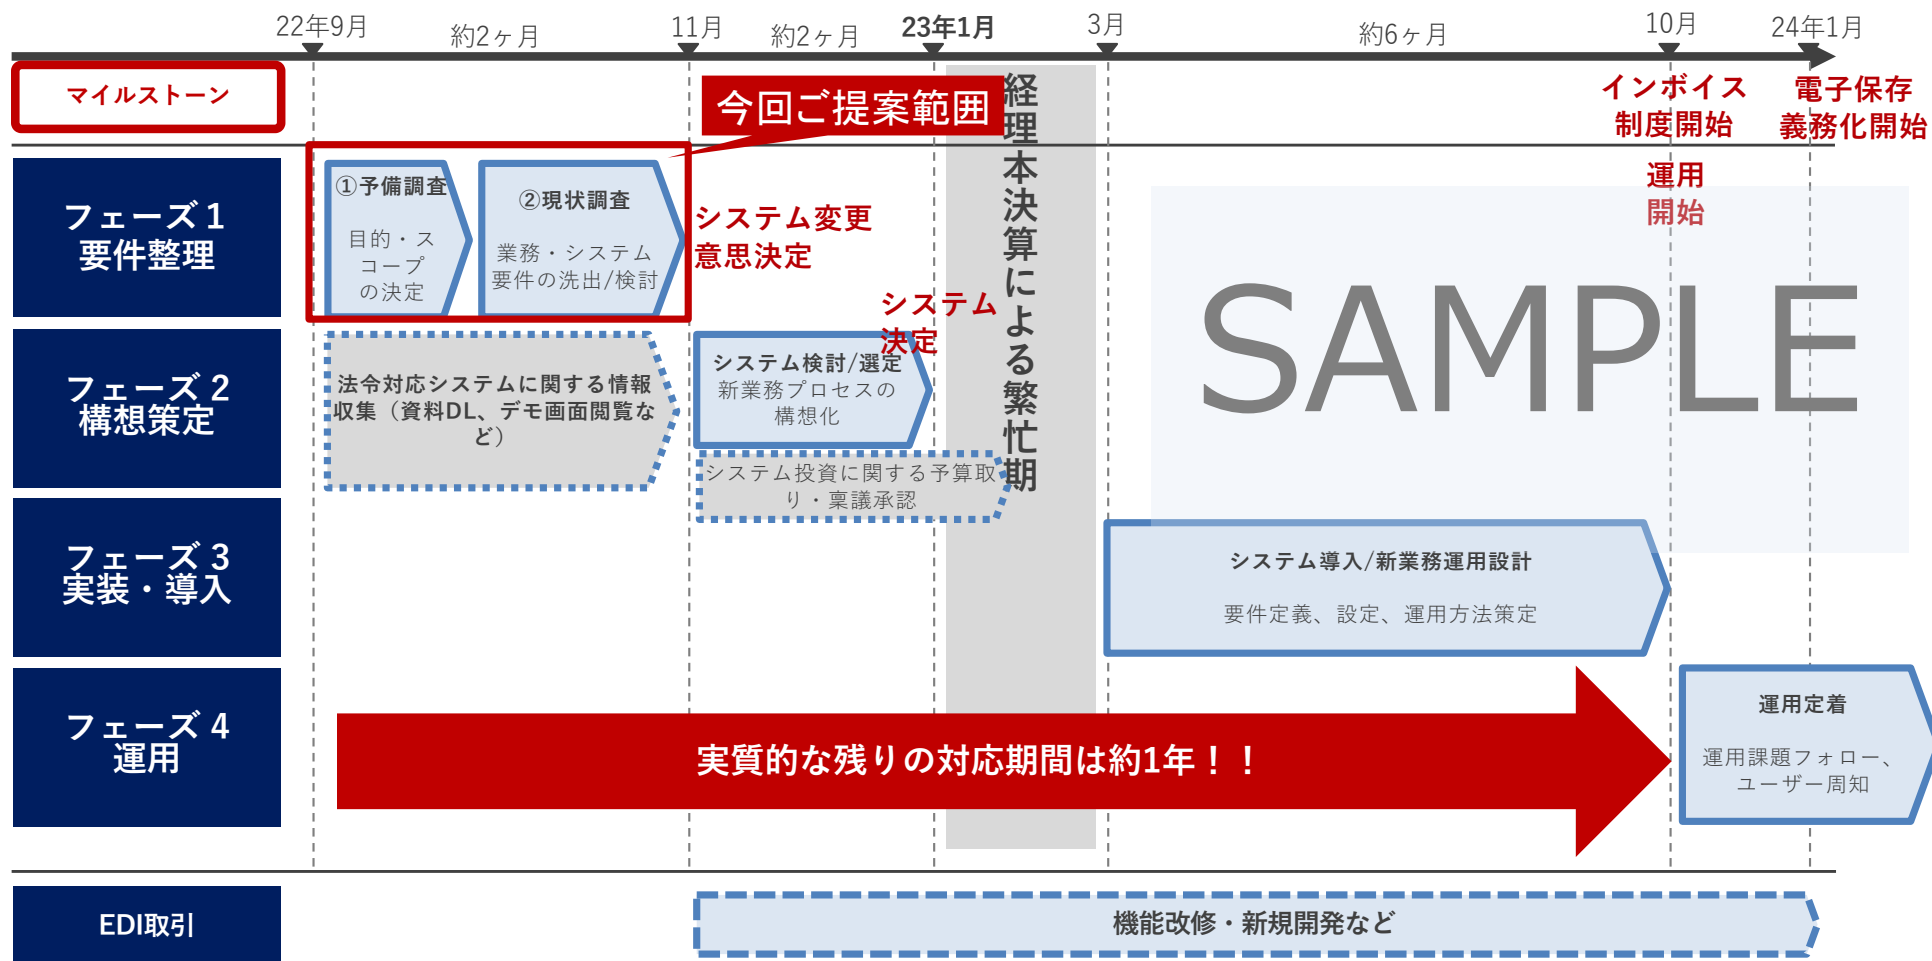 22年9月
約2ヶ月
11月
約2ヶ月
23年1月
3月
約6ヶ月
10月
24年1月
マイルストーン
今回ご提案範囲
インボイス
制度開始
電子保存
義務化開始
運用
開始
経理本決算による繁忙期
フェーズ1
要件整理
①予備調査
目的・ス
コープ
の決定
②現状調査
業務・システム
要件の洗出/検討
システム変更
意思決定
システム
決定
SAMPLE
フェーズ2
構想策定
法令対応システムに関する情報
収集（資料DL、デモ画面閲覧な
ど）
システム検討/選定
新業務プロセスの
構想化
システム投資に関する予算取
り・稟議承認
フェーズ3
実装・導入
システム導入/新業務運用設計
要件定義、設定、運用方法策定
フェーズ4
運用
実質的な残りの対応期間は約1年！！
運用定着
運用課題フォロー、
ユーザー周知
EDI取引
機能改修・新規開発など